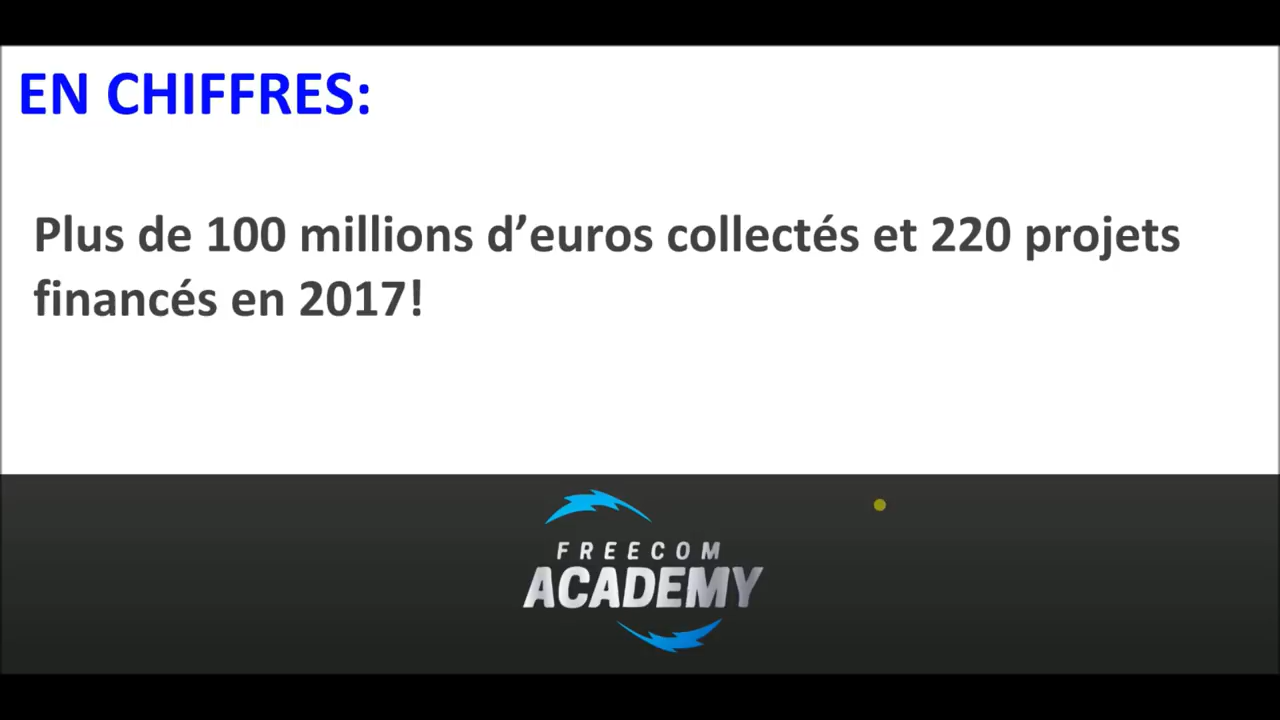 EN CHIFFRES:
Plus de 100 millions d’euros collectés et 220 projets
financés en 2017!
FREECOM
ACADEMY